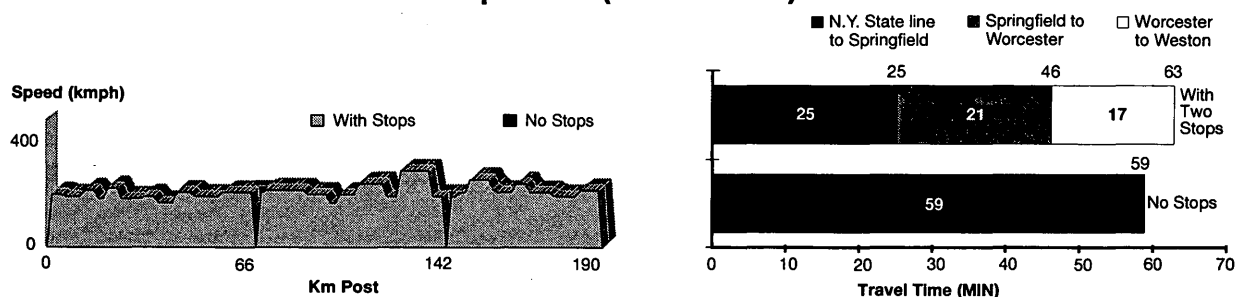 Speed (kmph)
400
0
With Stops
No Stops
0 66 142 190
Km Post
N.Y. State line
to Springfield
Springfield to
Worcester
Worcester
to Weston
25 46 63
25 21 17
With
Two
Stops
59
59
No Stops
0 10 20 30 40 50 60 70
Travel Time (MIN)